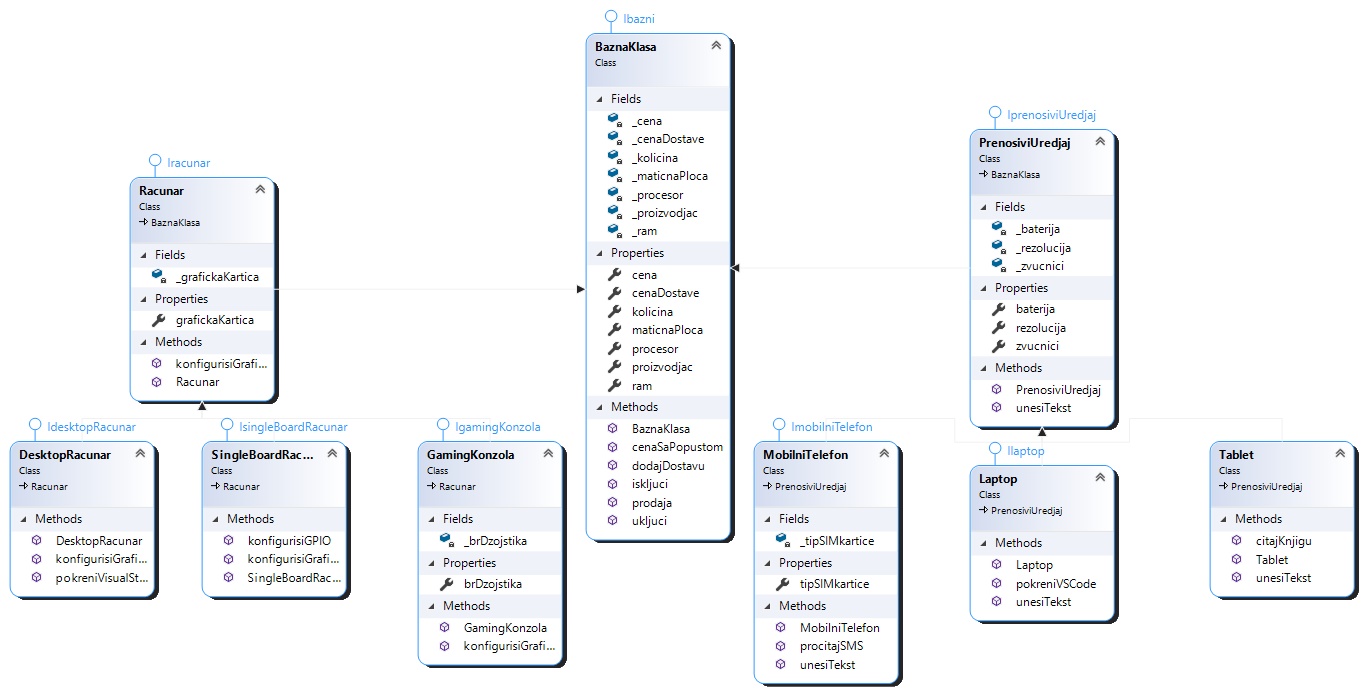 Ibazni
BaznaKlasa
Class
Fields
_cena
_cenaDostave
_kolicina
_maticnaPloca
_procesor
_proizvodjac
_ram
Properties
cena
cenaDostave
kolicina
maticnaPloca
procesor
proizvodjac
ram
Methods
BaznaKlasa
cenaSaPopustom
dodajDostavu
iskljuci
prodaja
ukljuci
Iracunar
Racunar
Class
BaznaKlasa
Fields
_grafickaKartica
Properties
grafickaKartica
Methods
konfigurisiGrafi...
Racunar
IprenosiviUredjaj
PrenosiviUredjaj
Class
BaznaKlasa
Fields
_baterija
_rezolucija
_zvucnici
Properties
baterija
rezolucija
zvucnici
Methods
PrenosiviUredjaj
unesiTekst
IdesktopRacunar
DesktopRacunar
Class
Racunar
Methods
DesktopRacunar
konfigurisiGrafi...
pokreniVisualSt...
IsingleBoardRacunar
SingleBoardRac...
Class
Racunar
Methods
konfigurisiGPIO
konfigurisiGrafi...
SingleBoardRac...
IgamingKonzola
GamingKonzola
Class
Racunar
Fields
_brDzojstika
Properties
brDzojstika
Methods
GamingKonzola
konfigurisiGrafi...
ImobilniTelefon
MobilniTelefon
Class
PrenosiviUredjaj
Fields
_tipSIMkartice
Properties
tipSIMkartice
Methods
MobilniTelefon
procitajSMS
unesiTekst
Ilaptop
Laptop
Class
PrenosiviUredjaj
Methods
Laptop
pokreniVSCode
unesiTekst
Tablet
Class
PrenosiviUredjaj
Methods
citajKnjigu
Tablet
unesiTekst